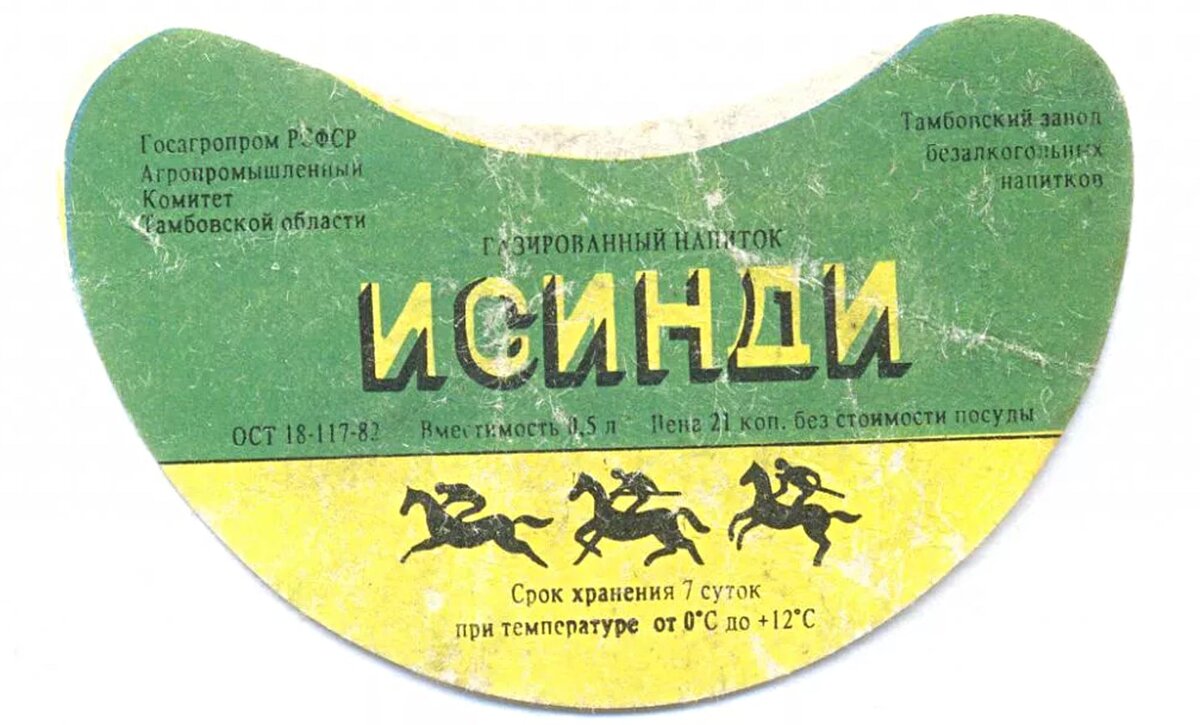 Госагропром РСФСР
Агропромышленный
Комитет
Тамбовской области
Тамбовский завод
безалкогольных
напитков
ГАЗИРОВАННЫЙ НАПИТОК
ИСИНДИ
ОСТ 18-117-82 Вместимость 0,5 л Цена 21 коп. без стоимости посуды
Срок хранения 7 суток
при температуре от 0°С до +12°С